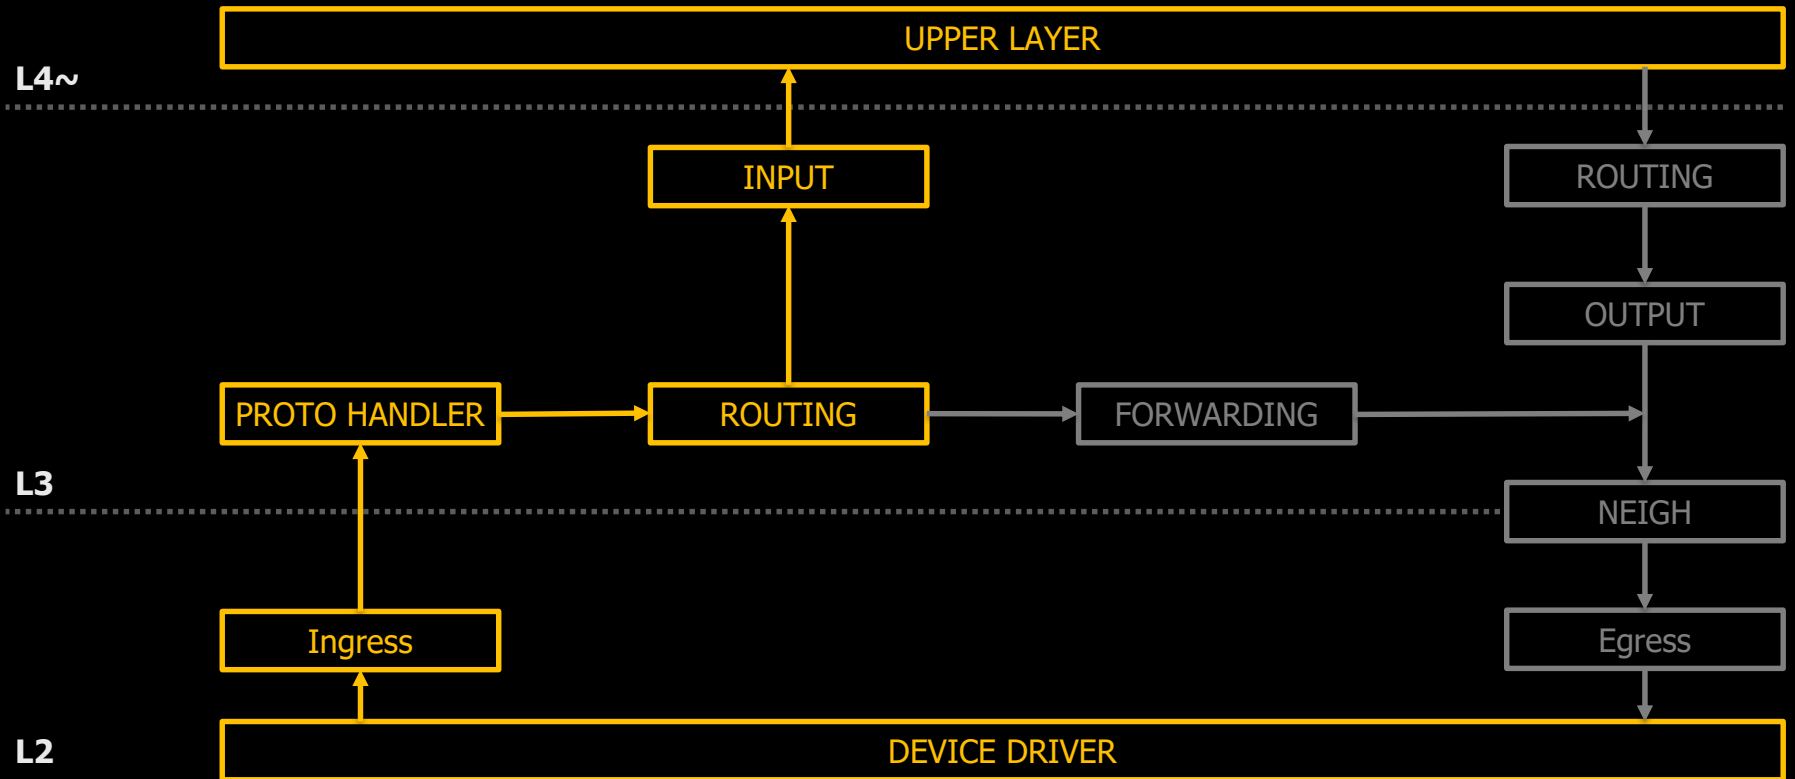 UPPER LAYER
L4~
INPUT
ROUTING
OUTPUT
PROTO HANDLER
ROUTING
FORWARDING
L3
NEIGH
Ingress
Egress
L2
DEVICE DRIVER